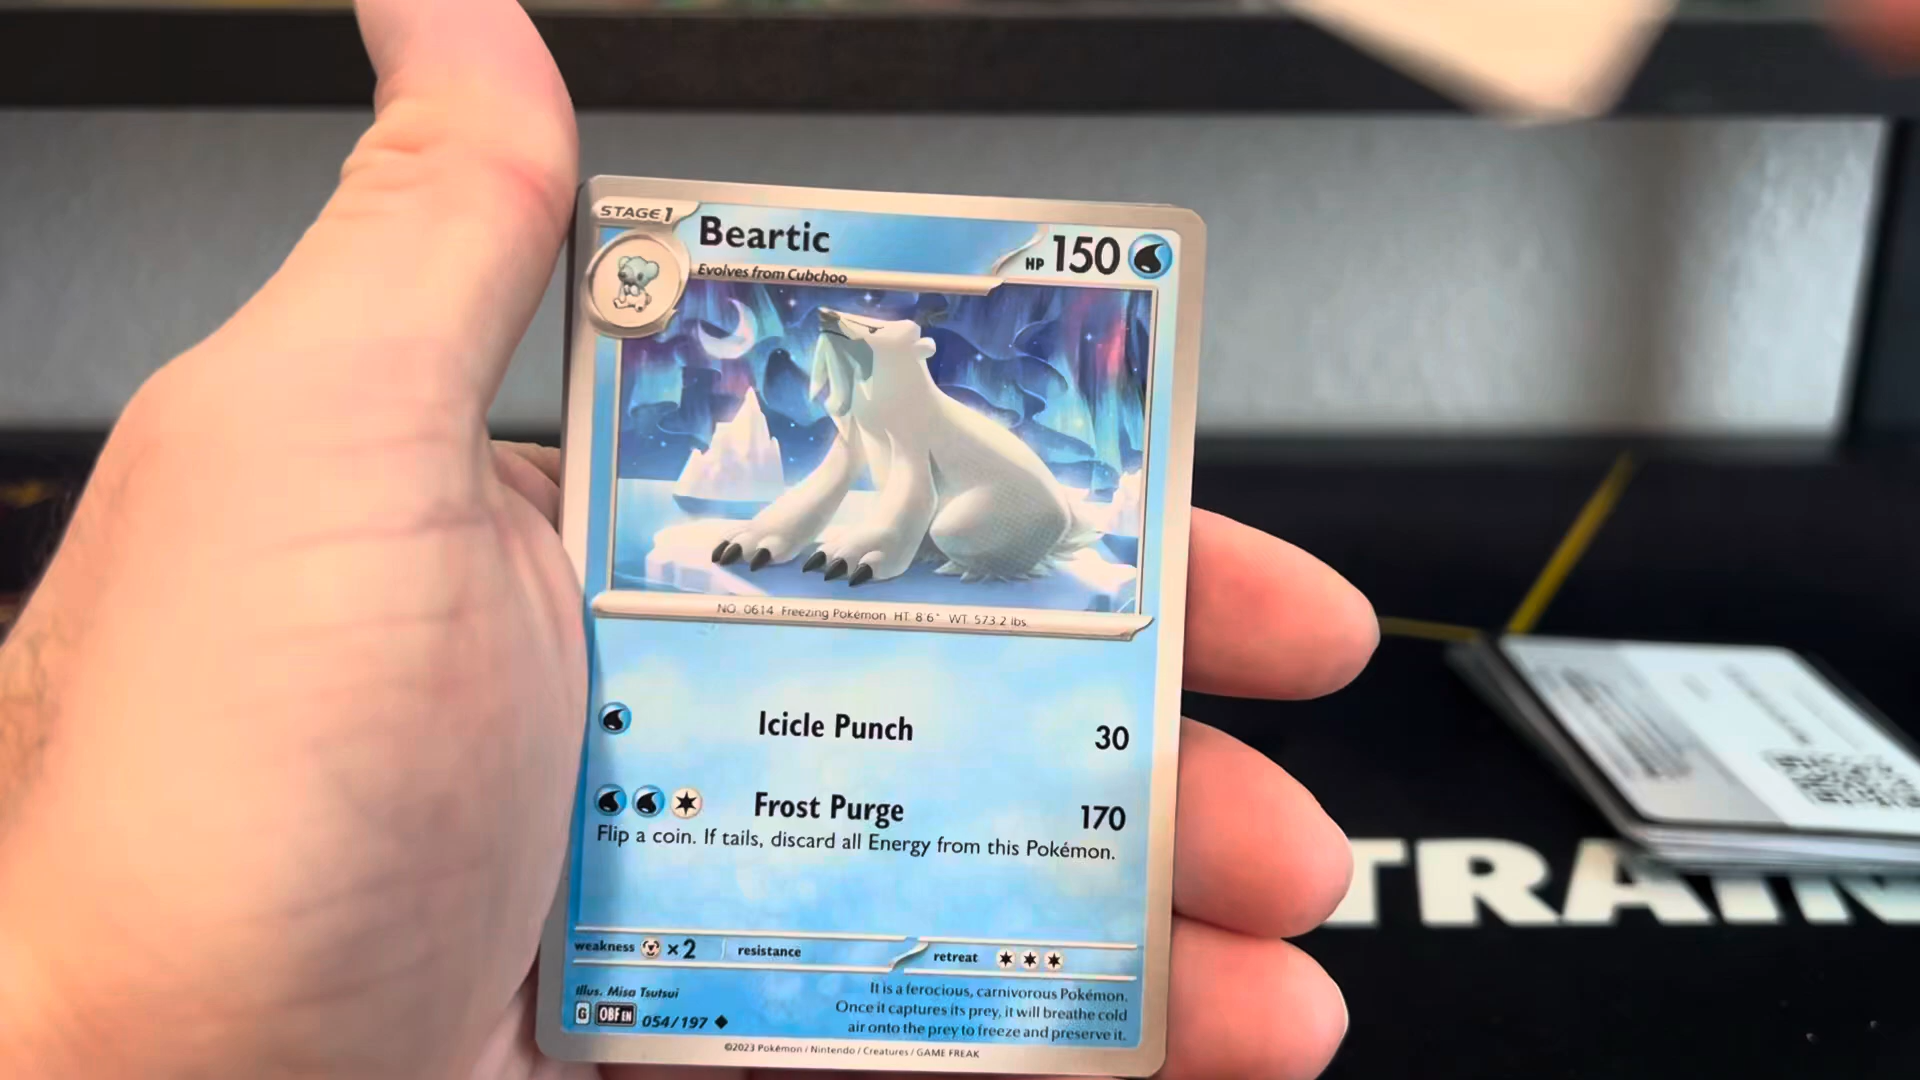 STAGE 1
Beartic
HP 150
Evolves from Cubchoo
NO. 0614 Freezing Pokémon HT 8'6" WT 573.2 lbs
Icicle Punch 30
Frost Purge 170
Flip a coin. If tails, discard all Energy from this Pokémon.
weakness ×2 resistance retreat
Illus. Misa Tsutsui
It is a ferocious, carnivorous Pokémon.
Once it captures its prey, it will breathe cold
air onto the prey to freeze and preserve it.
G OBF EN 054/197
©2023 Pokémon / Nintendo / Creatures / GAME FREAK
TRAIN